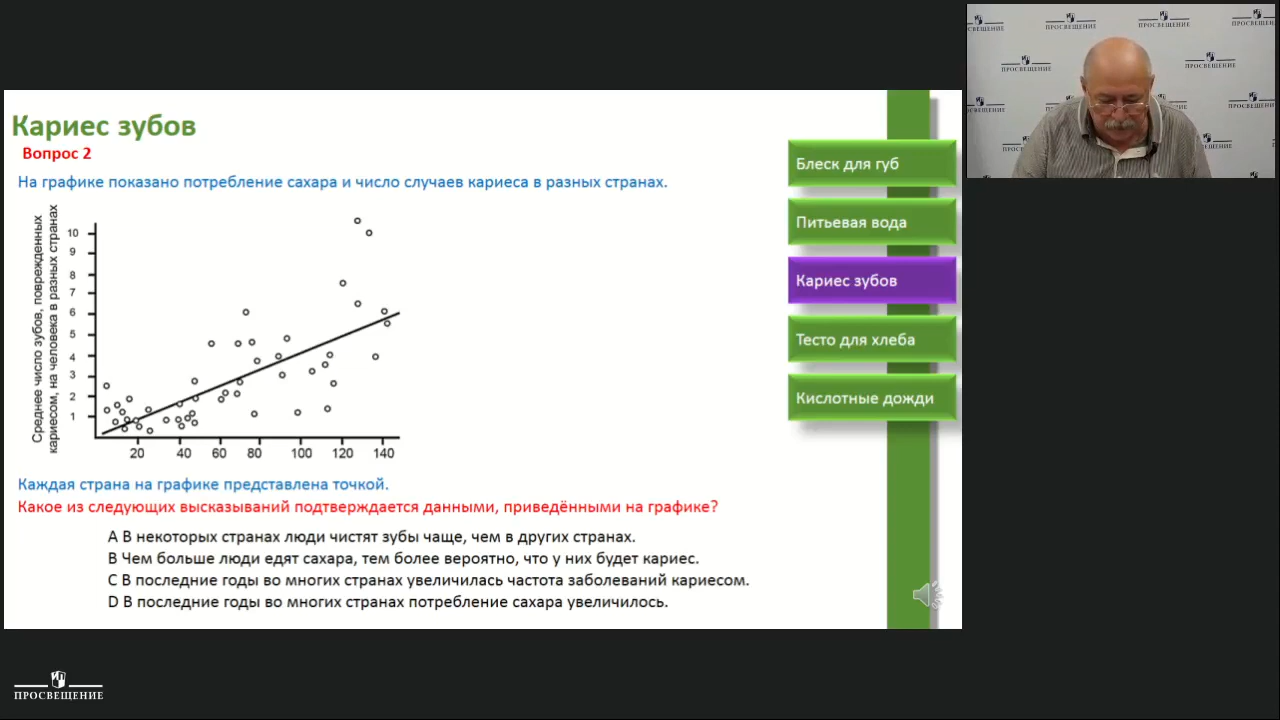 Кариес зубов
Вопрос 2
На графике показано потребление сахара и число случаев кариеса в разных странах.
Среднее число зубов, поврежденных
кариесом, на человека в разных странах
10
9
8
7
6
5
4
3
2
1
20 40 60 80 100 120 140
Каждая страна на графике представлена точкой.
Какое из следующих высказываний подтверждается данными, приведёнными на графике?
A В некоторых странах люди чистят зубы чаще, чем в других странах.
B Чем больше люди едят сахара, тем более вероятно, что у них будет кариес.
C В последние годы во многих странах увеличилась частота заболеваний кариесом.
D В последние годы во многих странах потребление сахара увеличилось.
Блеск для губ
Питьевая вода
Кариес зубов
Тесто для хлеба
Кислотные дожди
ПРОСВЕЩЕНИЕ
ПРОСВЕЩЕНИЕ
ПРОСВЕЩЕНИЕ
ПРОСВЕЩЕНИЕ
ПРОСВЕЩЕНИЕ
ПРОСВЕЩЕНИЕ